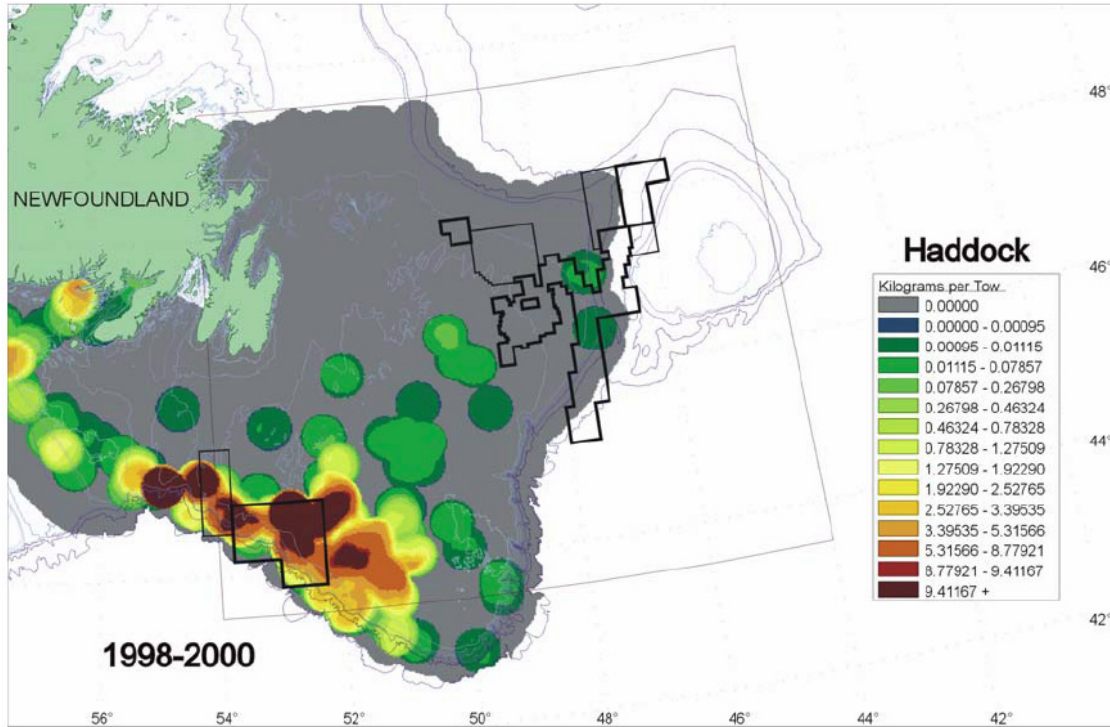 NEWFOUNDLAND
Haddock
Kilograms per Tow
0.00000
0.00000 - 0.00095
0.00095 - 0.01115
0.01115 - 0.07857
0.07857 - 0.26798
0.26798 - 0.46324
0.46324 - 0.78328
0.78328 - 1.27509
1.27509 - 1.92290
1.92290 - 2.52765
2.52765 - 3.39535
3.39535 - 5.31566
5.31566 - 8.77921
8.77921 - 9.41167
9.41167 +
1998-2000
48°
46°
44°
42°
56° 54° 52° 50° 48° 46° 44° 42°